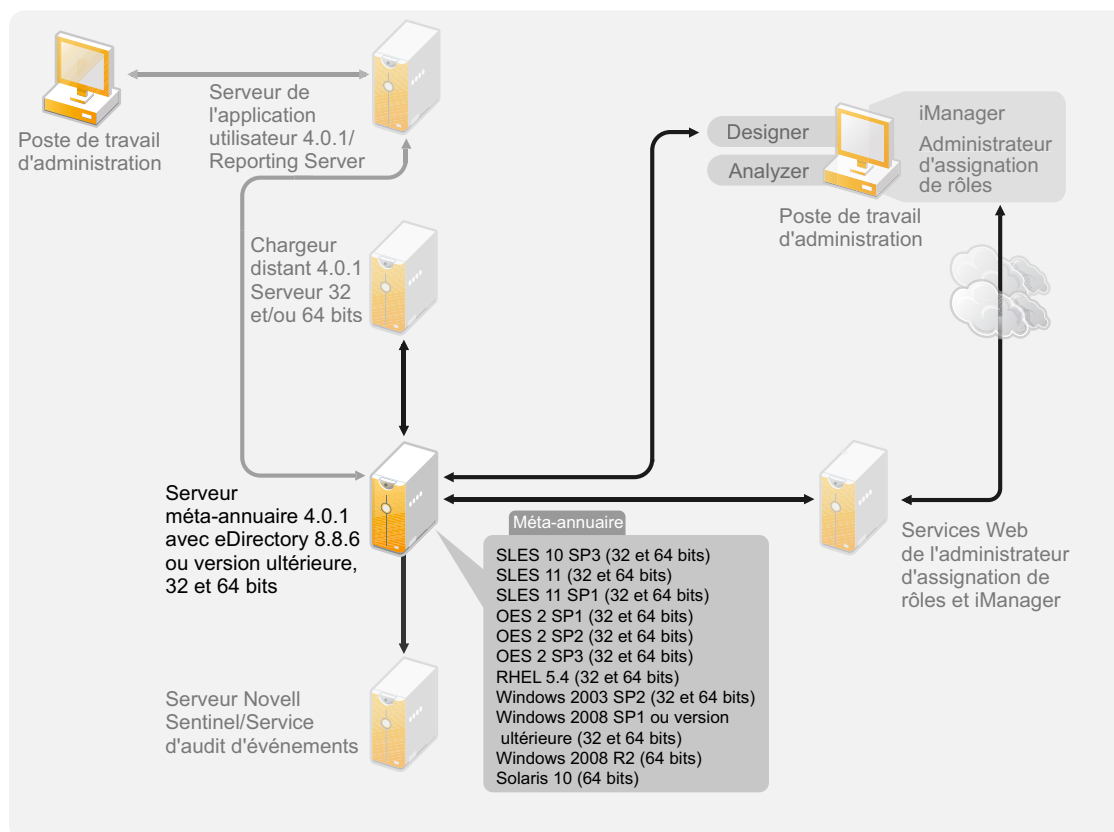 Poste de travail
d'administration
Serveur de
l'application
utilisateur 4.0.1/
Reporting Server
Designer
Analyzer
iManager
Administrateur
d'assignation
de rôles
Poste de travail
d'administration
Chargeur
distant 4.0.1
Serveur 32
et/ou 64 bits
Serveur
méta-annuaire 4.0.1
avec eDirectory 8.8.6
ou version ultérieure,
32 et 64 bits
Méta-annuaire
SLES 10 SP3 (32 et 64 bits)
SLES 11 (32 et 64 bits)
SLES 11 SP1 (32 et 64 bits)
OES 2 SP1 (32 et 64 bits)
OES 2 SP2 (32 et 64 bits)
OES 2 SP3 (32 et 64 bits)
RHEL 5.4 (32 et 64 bits)
Windows 2003 SP2 (32 et 64 bits)
Windows 2008 SP1 ou version
ultérieure (32 et 64 bits)
Windows 2008 R2 (64 bits)
Solaris 10 (64 bits)
Services Web
de l'administrateur
d'assignation de
rôles et iManager
Serveur Novell
Sentinel/Service
d'audit d'événements